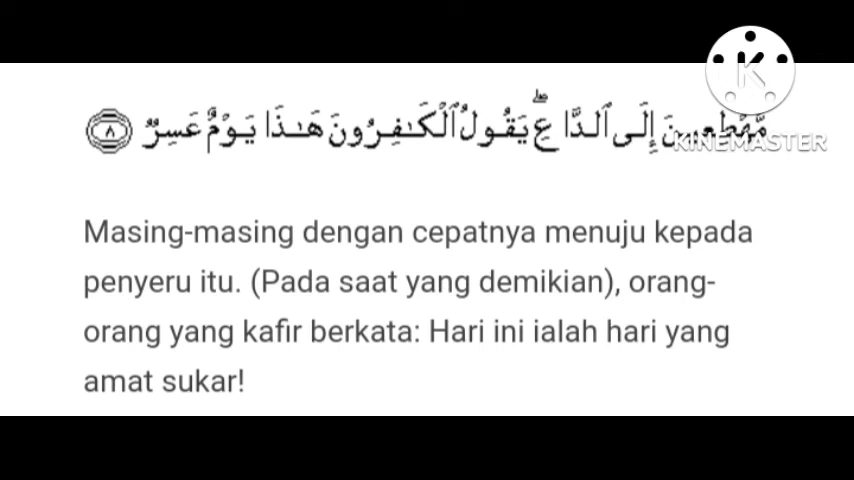 مُّهْطِعِينَ إِلَى ٱلدَّاعِ ۖ يَقُولُ ٱلْكَـٰفِرُونَ هَـٰذَا يَوْمٌ عَسِرٌ ٨
Masing-masing dengan cepatnya menuju kepada
penyeru itu. (Pada saat yang demikian), orang-
orang yang kafir berkata: Hari ini ialah hari yang
amat sukar!
K
KINEMASTER